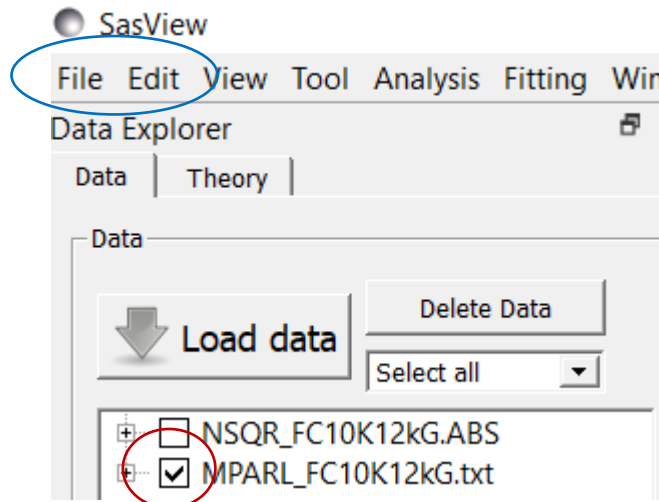 SasView
File Edit View Tool Analysis Fitting Win
Data Explorer
Data Theory
Data
Load data
Delete Data
Select all
NSQR_FC10K12kG.ABS
MPARL_FC10K12kG.txt